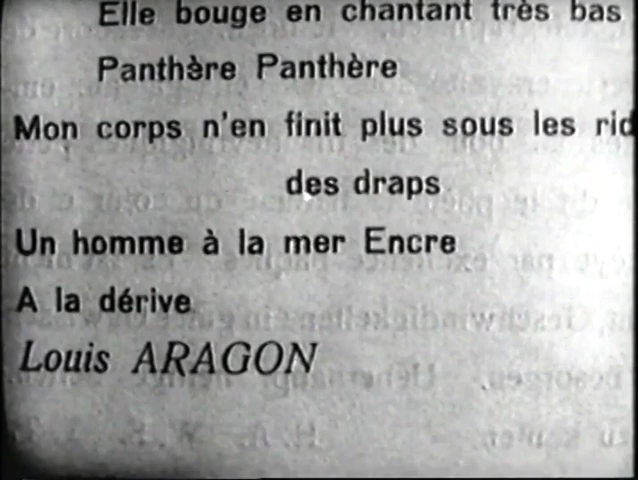 Elle bouge en chantant très bas
Panthère Panthère
Mon corps n'en finit plus sous les rid
des draps
Un homme à la mer Encre
A la dérive
Louis ARAGON